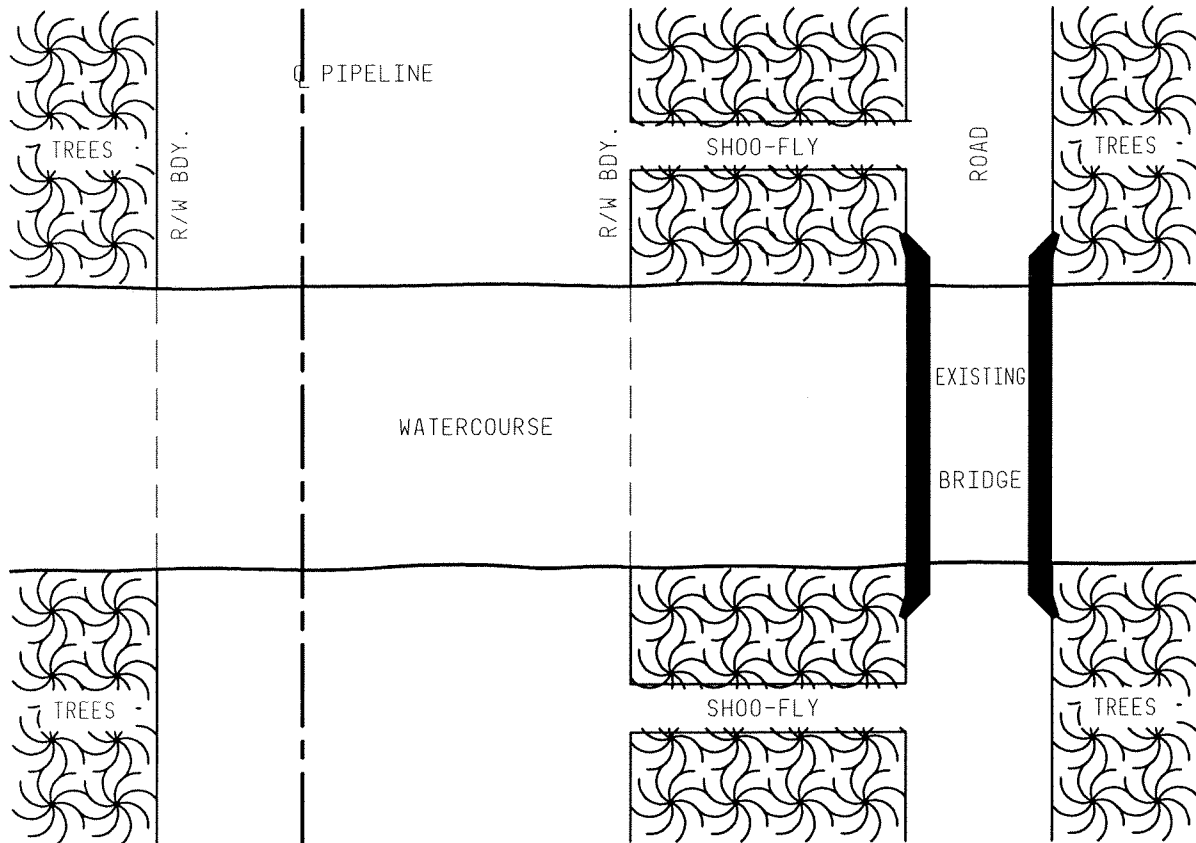 ℄ PIPELINE
R/W BDY.
R/W BDY.
TREES
SHOO-FLY
ROAD
TREES
EXISTING
WATERCOURSE
BRIDGE
TREES
SHOO-FLY
TREES